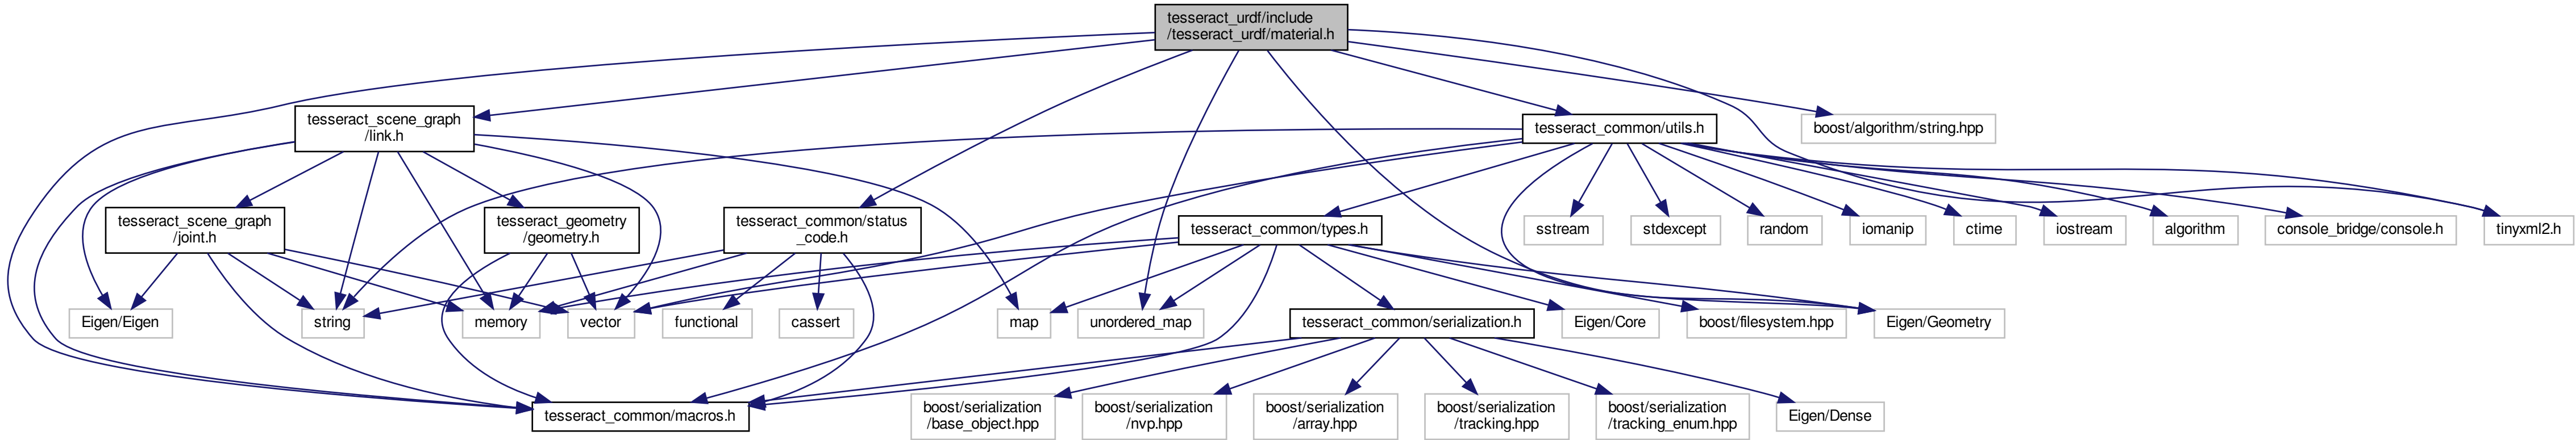 tesseract_urdf/include
/tesseract_urdf/material.h
tesseract_scene_graph
/link.h
tesseract_common/utils.h
boost/algorithm/string.hpp
tesseract_scene_graph
/joint.h
tesseract_geometry
/geometry.h
tesseract_common/status
_code.h
tesseract_common/types.h
sstream
stdexcept
random
iomanip
ctime
iostream
algorithm
console_bridge/console.h
tinyxml2.h
Eigen/Eigen
string
memory
vector
functional
cassert
map
unordered_map
tesseract_common/serialization.h
Eigen/Core
boost/filesystem.hpp
Eigen/Geometry
tesseract_common/macros.h
boost/serialization
/base_object.hpp
boost/serialization
/nvp.hpp
boost/serialization
/array.hpp
boost/serialization
/tracking.hpp
boost/serialization
/tracking_enum.hpp
Eigen/Dense